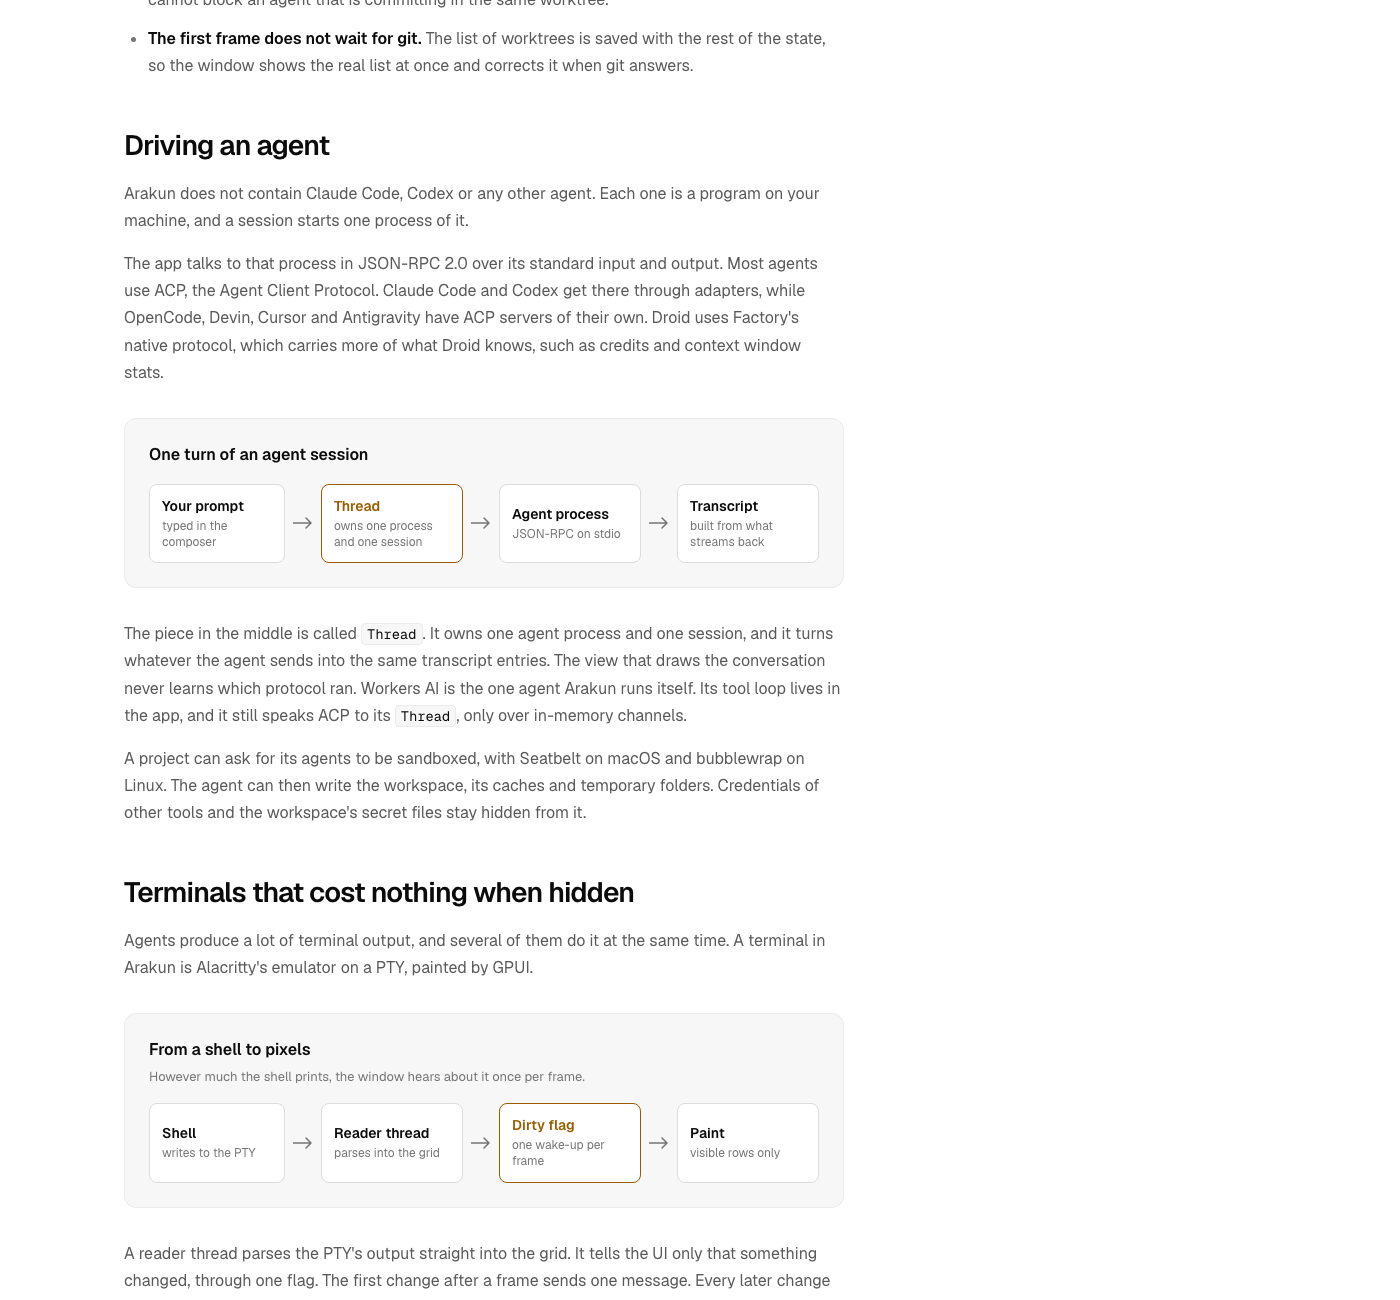 cannot block an agent that is committing in the same worktree.
The first frame does not wait for git. The list of worktrees is saved with the rest of the state,
so the window shows the real list at once and corrects it when git answers.
Driving an agent
Arakun does not contain Claude Code, Codex or any other agent. Each one is a program on your
machine, and a session starts one process of it.
The app talks to that process in JSON-RPC 2.0 over its standard input and output. Most agents
use ACP, the Agent Client Protocol. Claude Code and Codex get there through adapters, while
OpenCode, Devin, Cursor and Antigravity have ACP servers of their own. Droid uses Factory's
native protocol, which carries more of what Droid knows, such as credits and context window
stats.
One turn of an agent session
Your prompt
typed in the
composer
Thread
owns one process
and one session
Agent process
JSON-RPC on stdio
Transcript
built from what
streams back
The piece in the middle is called Thread. It owns one agent process and one session, and it turns
whatever the agent sends into the same transcript entries. The view that draws the conversation
never learns which protocol ran. Workers AI is the one agent Arakun runs itself. Its tool loop lives in
the app, and it still speaks ACP to its Thread, only over in-memory channels.
A project can ask for its agents to be sandboxed, with Seatbelt on macOS and bubblewrap on
Linux. The agent can then write the workspace, its caches and temporary folders. Credentials of
other tools and the workspace's secret files stay hidden from it.
Terminals that cost nothing when hidden
Agents produce a lot of terminal output, and several of them do it at the same time. A terminal in
Arakun is Alacritty's emulator on a PTY, painted by GPUI.
From a shell to pixels
However much the shell prints, the window hears about it once per frame.
Shell
writes to the PTY
Reader thread
parses into the grid
Dirty flag
one wake-up per
frame
Paint
visible rows only
A reader thread parses the PTY's output straight into the grid. It tells the UI only that something
changed, through one flag. The first change after a frame sends one message. Every later change